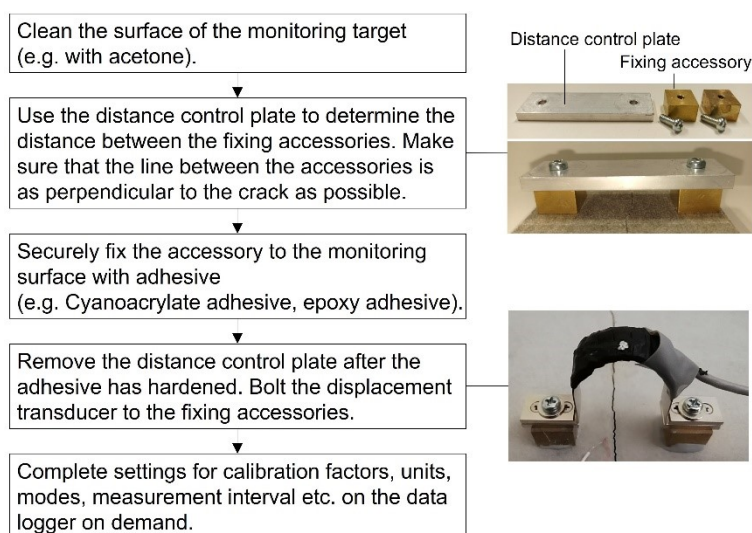 Clean the surface of the monitoring target
(e.g. with acetone).
Distance control plate
Fixing accessory
Use the distance control plate to determine the
distance between the fixing accessories. Make
sure that the line between the accessories is
as perpendicular to the crack as possible.
Securely fix the accessory to the monitoring
surface with adhesive
(e.g. Cyanoacrylate adhesive, epoxy adhesive).
Remove the distance control plate after the
adhesive has hardened. Bolt the displacement
transducer to the fixing accessories.
Complete settings for calibration factors, units,
modes, measurement interval etc. on the data
logger on demand.